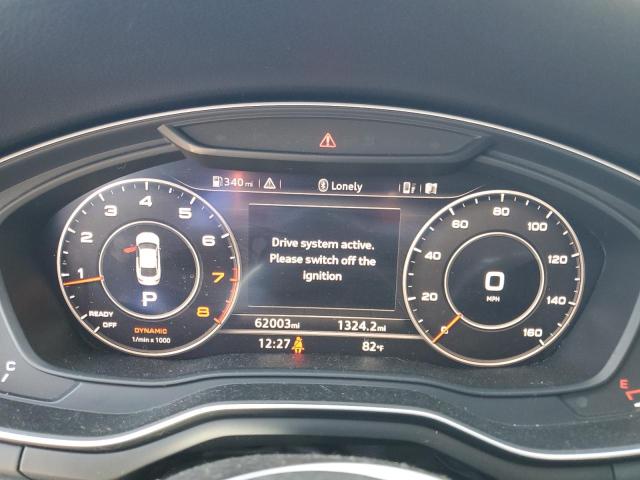 340 mi
Lonely
Drive system active.
Please switch off the
ignition
1 2 3 4 5 6 7 8
READY
OFF
P
DYNAMIC
1/min x 1000
0 20 40 60 80 100 120 140 160
0
MPH
62003mi 1324.2mi
12:27 82°F
C
E